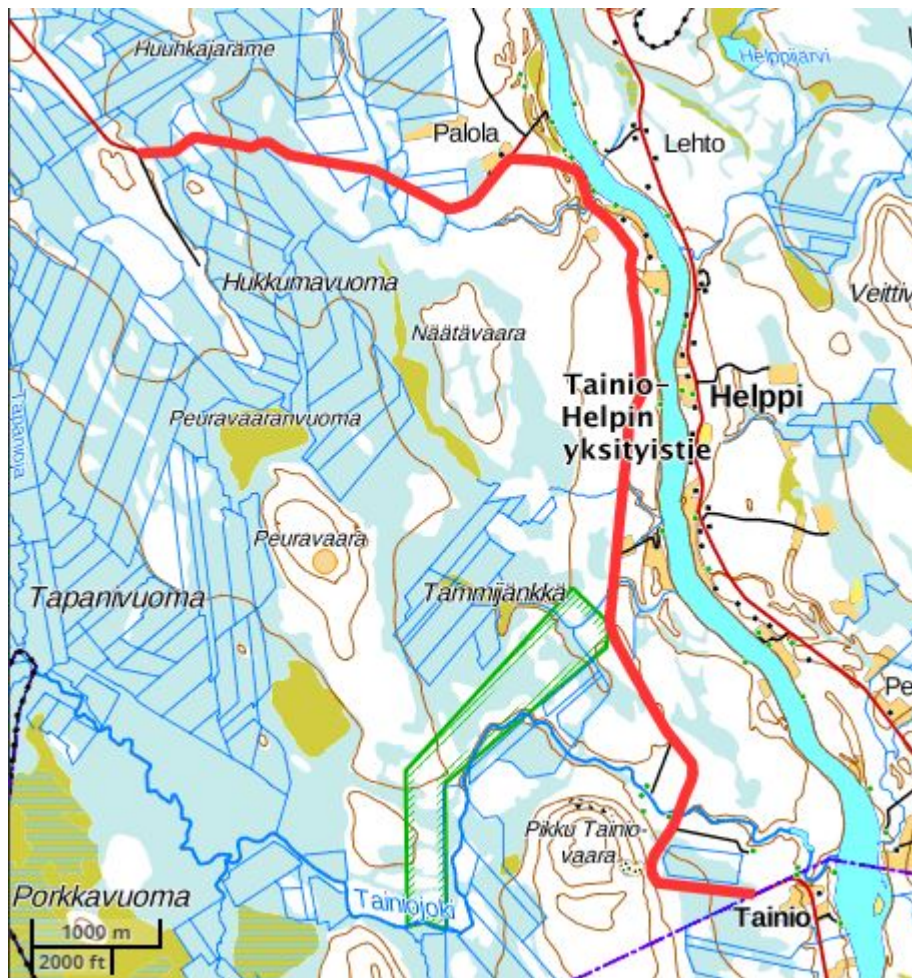 Huuhkajaräme
Helppijärvi
Palola
Lehto
Hukkumavuoma
Veittiv
Näätävaara
Tainio-
Helpin
yksityistie
Helppi
Peuravaaranvuoma
Peuravaara
Tammijänkkä
Tapanivuoma
Pe
Pikku Tainio-
vaara
Porkkavuoma
Tainiojoki
Tainio
1000 m
2000 ft